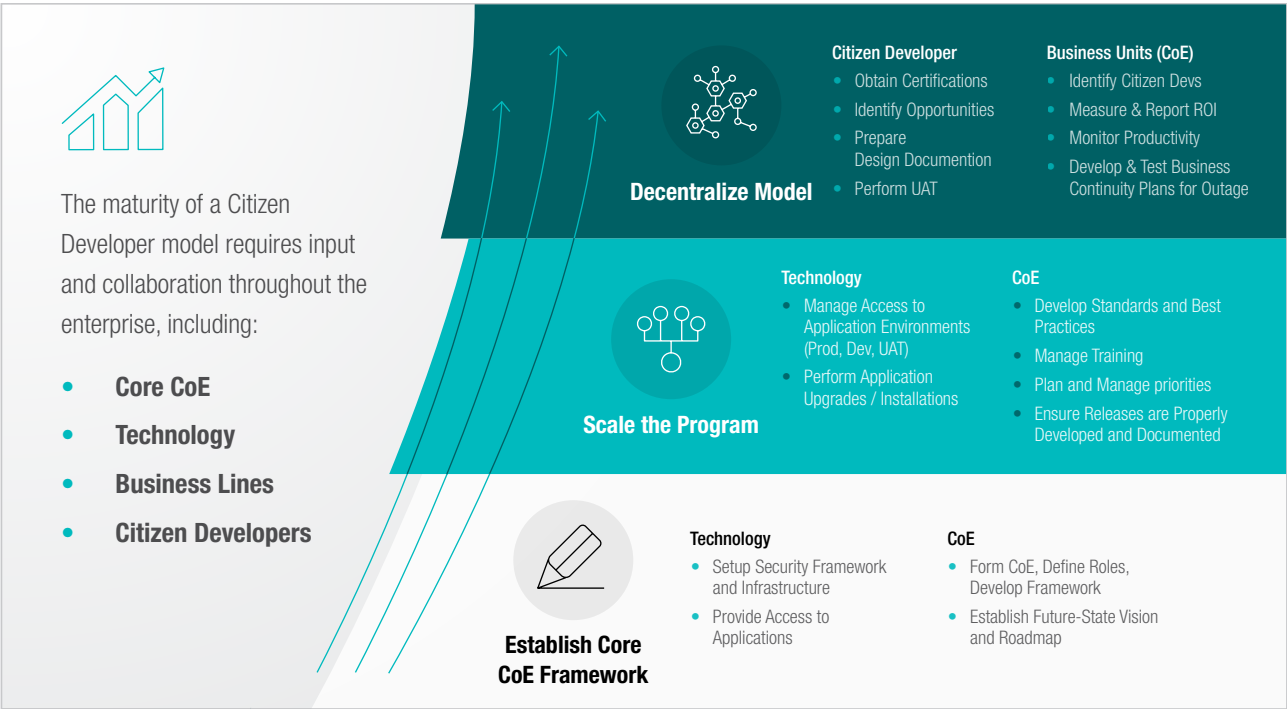 The maturity of a Citizen
Developer model requires input
and collaboration throughout the
enterprise, including:
• Core CoE
• Technology
• Business Lines
• Citizen Developers
Decentralize Model
Citizen Developer
• Obtain Certifications
• Identify Opportunities
• Prepare
Design Documention
• Perform UAT
Business Units (CoE)
• Identify Citizen Devs
• Measure & Report ROI
• Monitor Productivity
• Develop & Test Business
Continuity Plans for Outage
Scale the Program
Technology
• Manage Access to
Application Environments
(Prod, Dev, UAT)
• Perform Application
Upgrades / Installations
CoE
• Develop Standards and Best
Practices
• Manage Training
• Plan and Manage priorities
• Ensure Releases are Properly
Developed and Documented
Establish Core
CoE Framework
Technology
• Setup Security Framework
and Infrastructure
• Provide Access to
Applications
CoE
• Form CoE, Define Roles,
Develop Framework
• Establish Future-State Vision
and Roadmap